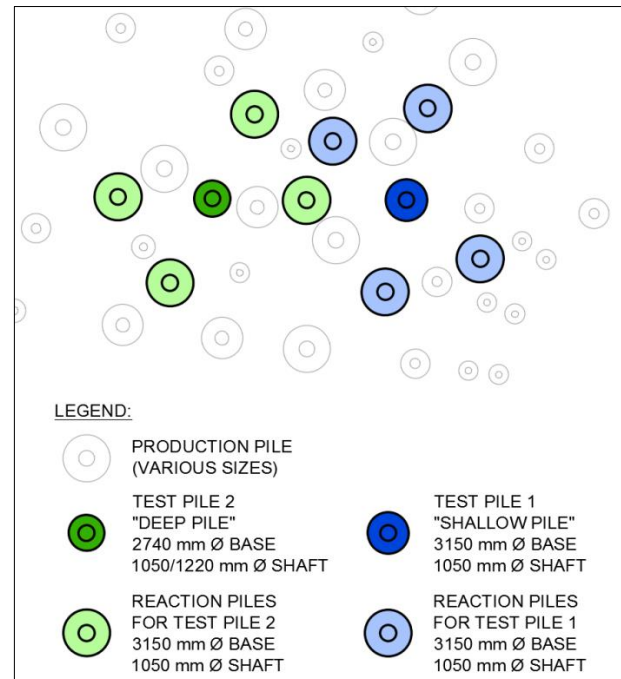 LEGEND:
PRODUCTION PILE
(VARIOUS SIZES)
TEST PILE 2
"DEEP PILE"
2740 mm Ø BASE
1050/1220 mm Ø SHAFT
TEST PILE 1
"SHALLOW PILE"
3150 mm Ø BASE
1050 mm Ø SHAFT
REACTION PILES
FOR TEST PILE 2
3150 mm Ø BASE
1050 mm Ø SHAFT
REACTION PILES
FOR TEST PILE 1
3150 mm Ø BASE
1050 mm Ø SHAFT